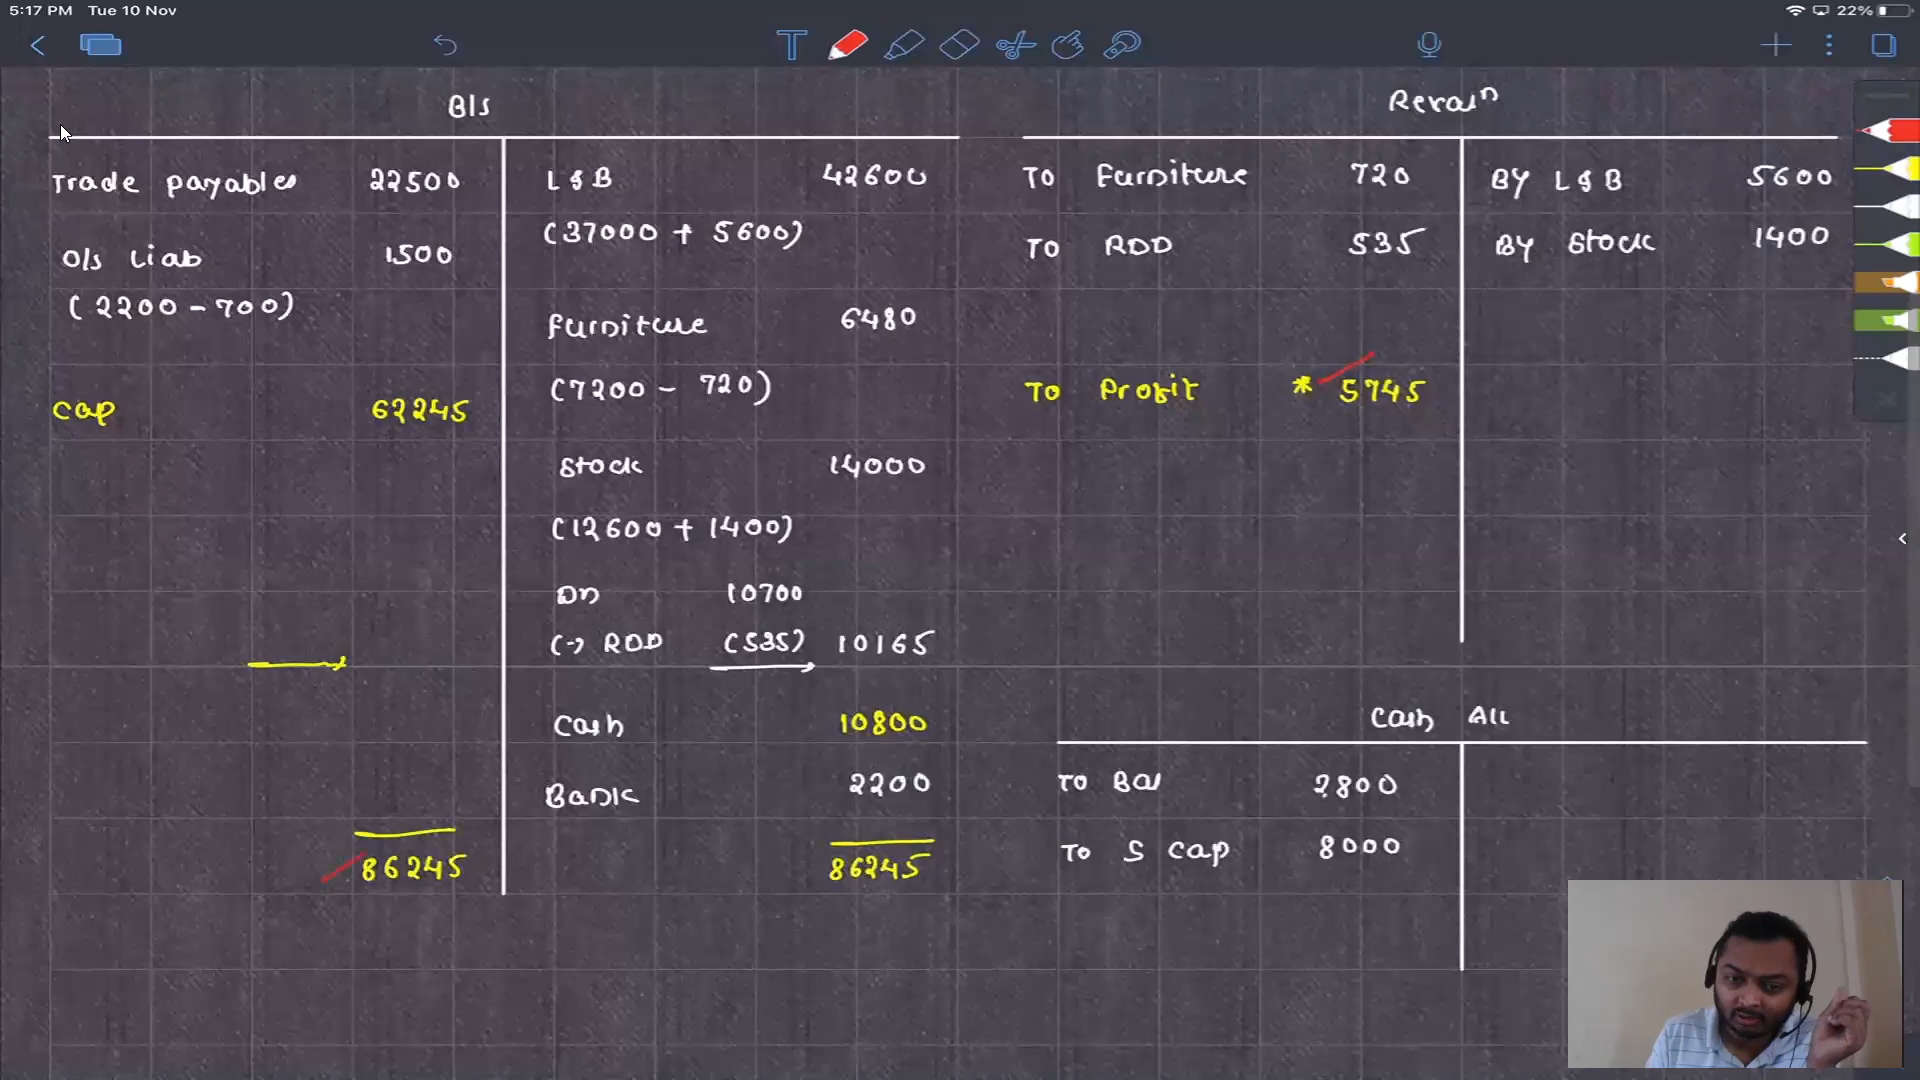 5:17 PM Tue 10 Nov
22%
B/s
Trade payables 22500
O/s Liab 1500
(2200 - 700)
Cap 62245
86245
L & B 42600
(37000 + 5600)
Furniture 6480
(7200 - 720)
Stock 14000
(12600 + 1400)
Dr 10700
(-) RDD (535) 10165
Cash 10800
Bank 2200
86245
Revaln
To Furniture 720
To RDD 535
To Profit * 5745
By L & B 5600
By Stock 1400
Cash A/c
To Bal 2800
To S Cap 8000